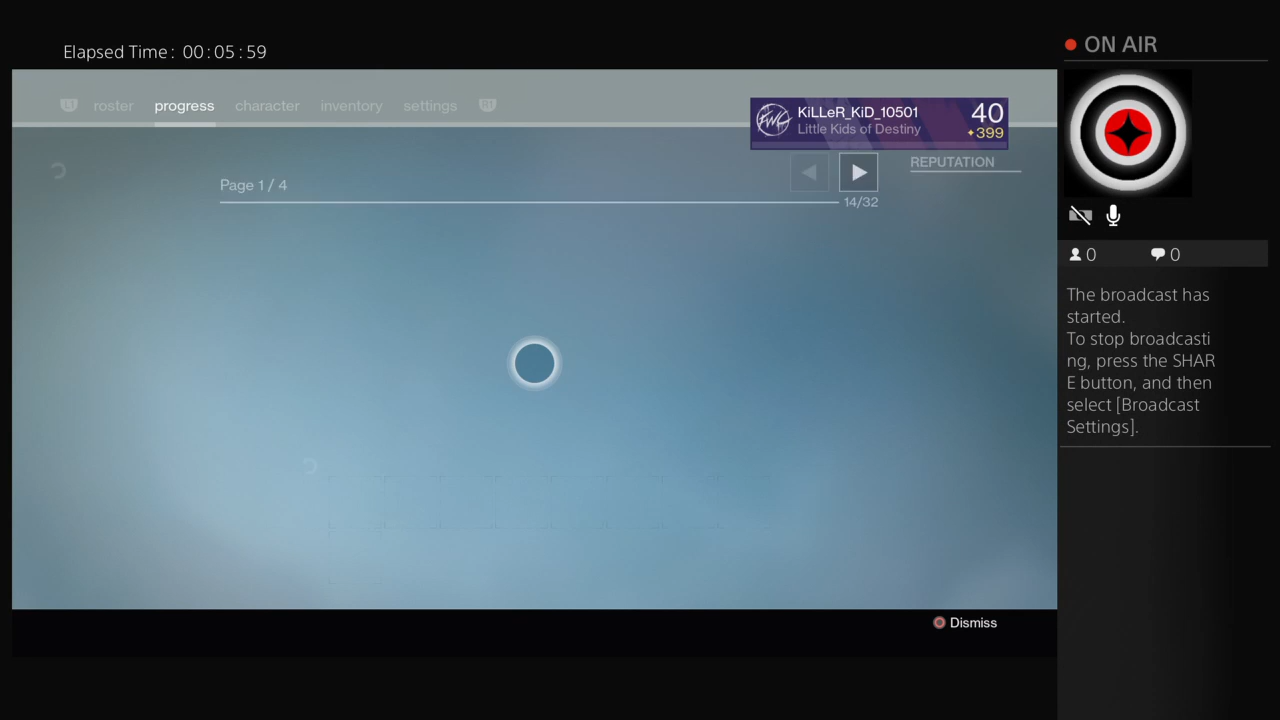 Elapsed Time: 00:05:59
ON AIR
L1 roster progress character inventory settings R1
KiLLeR_KiD_10501 40
Little Kids of Destiny 399
REPUTATION
Page 1 / 4
14/32
0 0
The broadcast has
started.
To stop broadcasti
ng, press the SHAR
E button, and then
select [Broadcast
Settings].
Dismiss